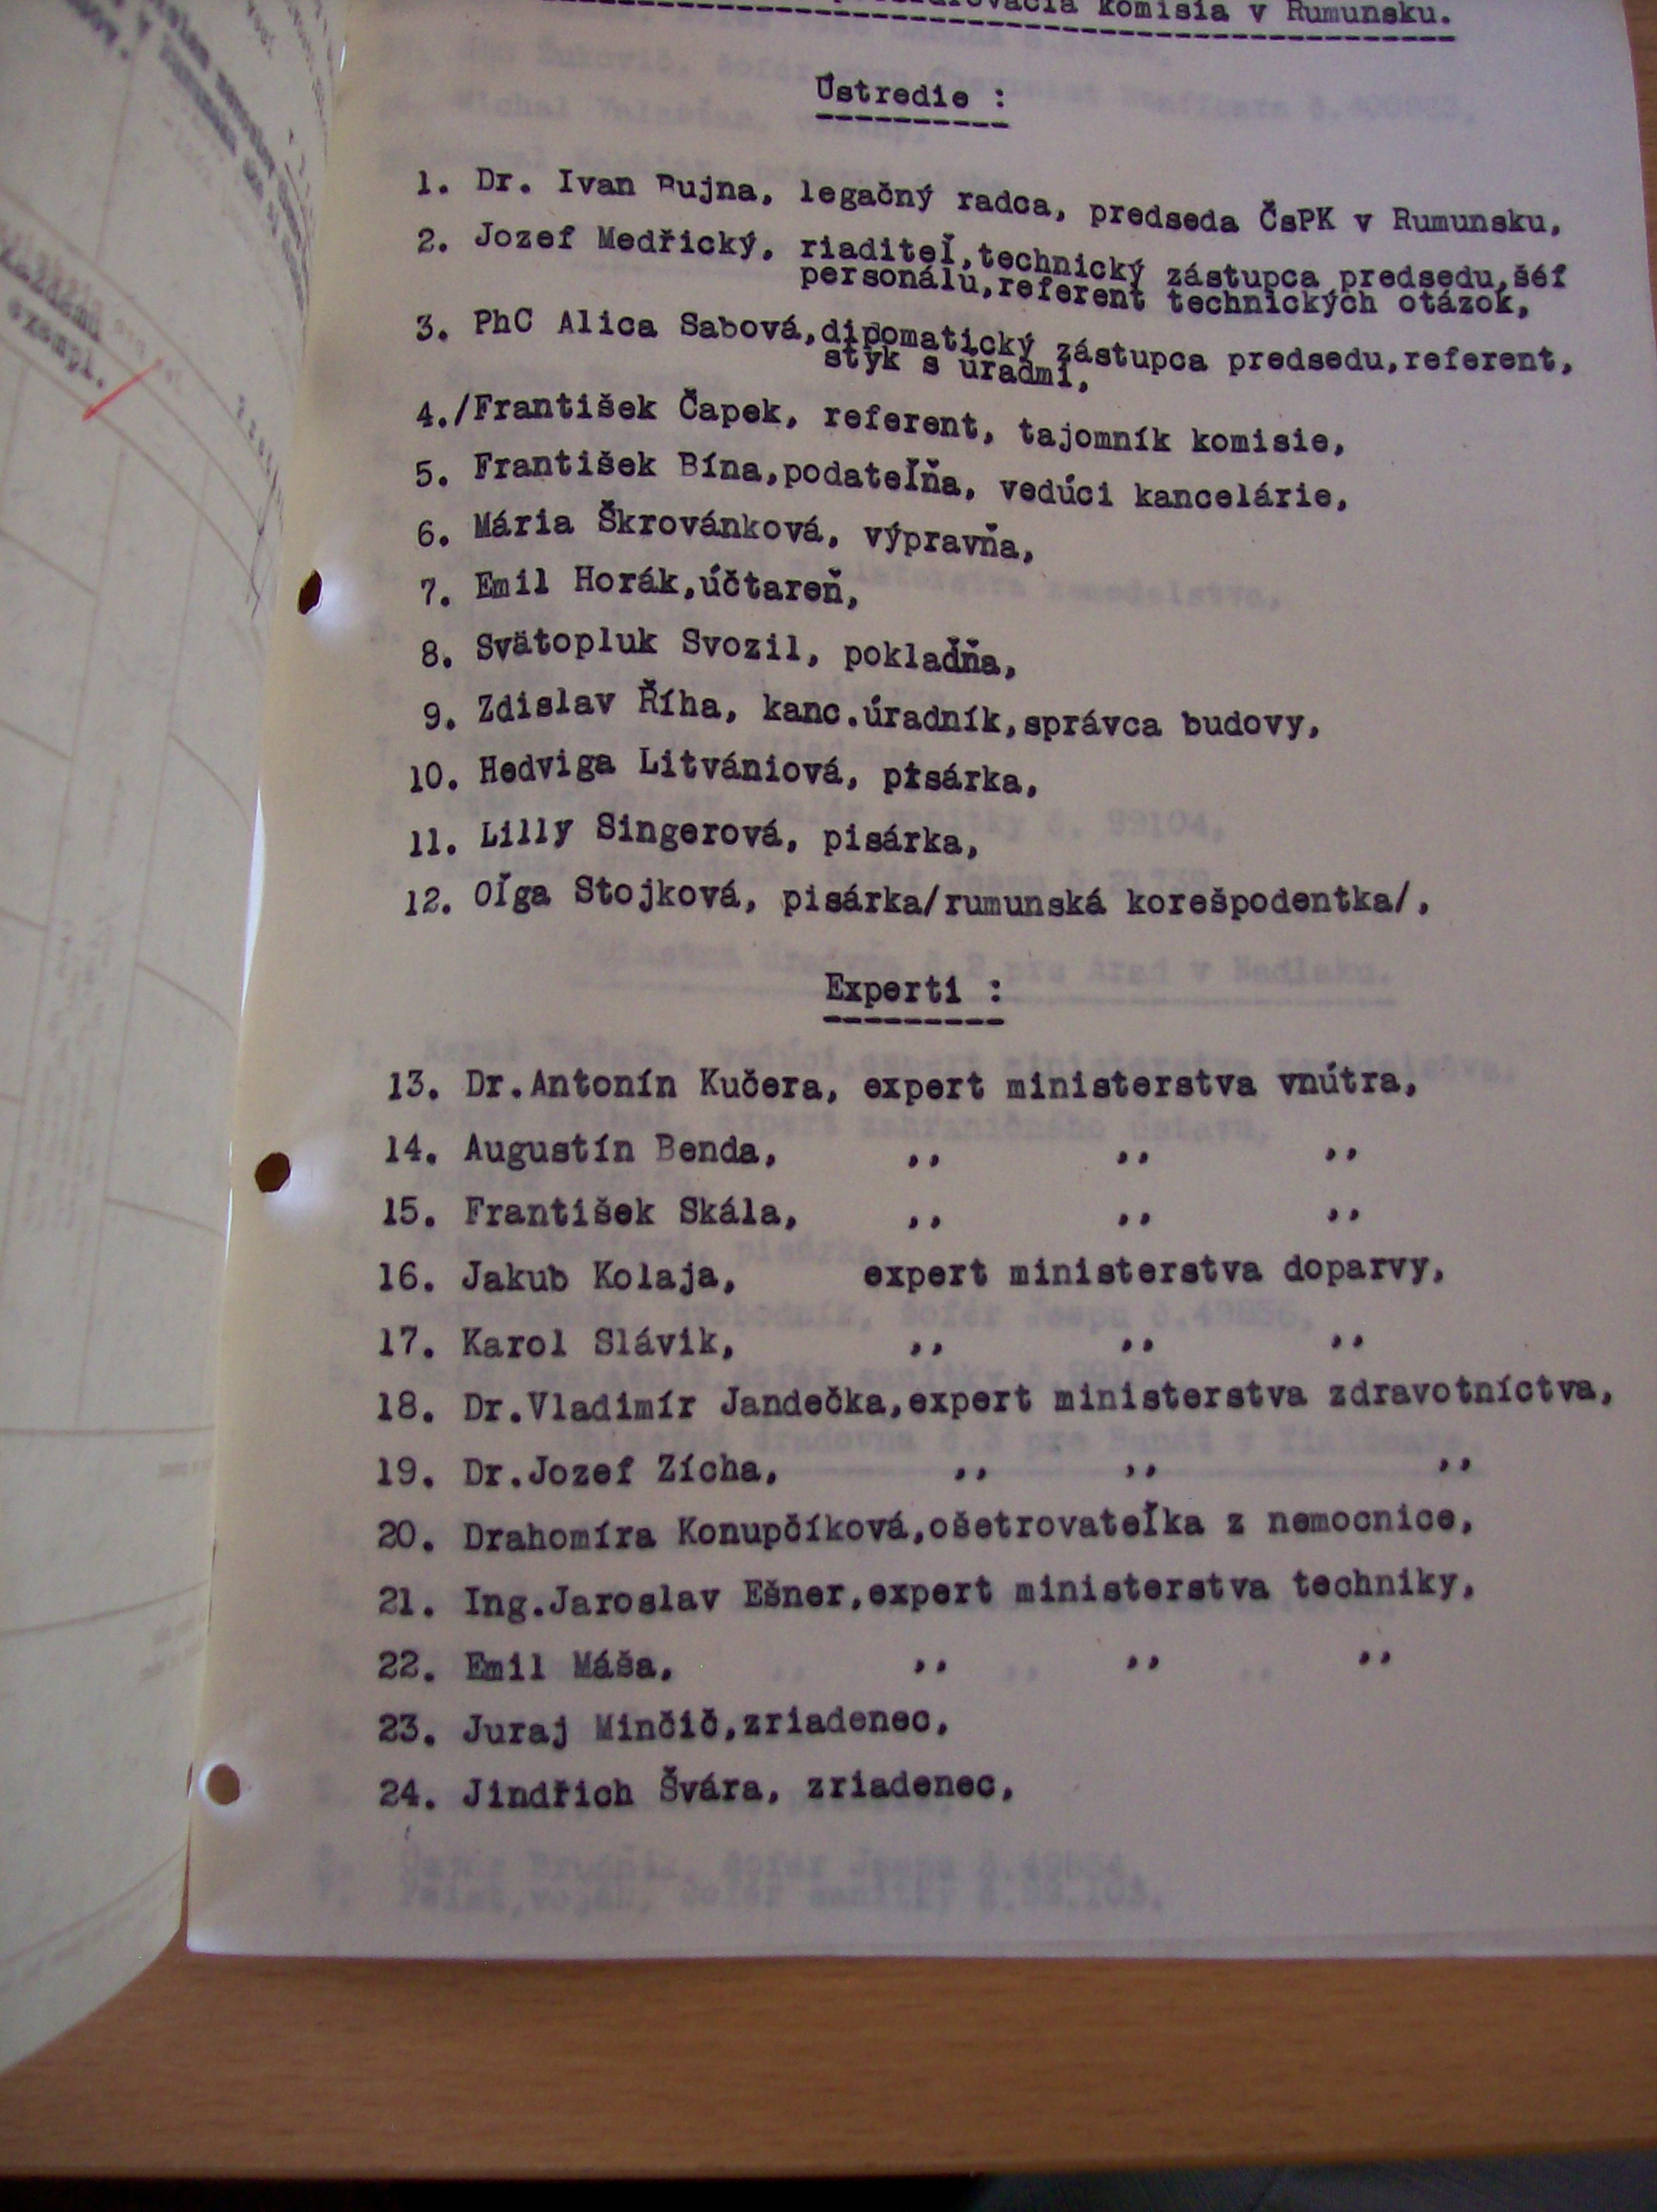 komisia v Rumunsku.
Ústredie :
1. Dr. Ivan Bujna, legačný radca, predseda ČsPK v Rumunsku,
2. Jozef Medřický, riaditeľ,technický zástupca predsedu,šéf
personálu,referent technických otázok,
3. PhC Alica Sabová,dipomatický zástupca predsedu,referent,
styk s úradmi,
4./František Čapek, referent, tajomník komisie,
5. František Bína,podateľňa, vedúci kancelárie,
6. Mária Škrovánková, výpravňa,
7. Emil Horák,účtareň,
8. Svätopluk Svozil, pokladňa,
9. Zdislav Říha, kanc.úradník,správca budovy,
10. Hedviga Litvániová, pisárka,
11. Lilly Singerová, pisárka,
12. Oľga Stojková, pisárka/rumunská korešpodentka/,
Experti :
13. Dr.Antonín Kučera, expert ministerstva vnútra,
14. Augustín Benda, ,, ,, ,,
15. František Skála, ,, ,, ,,
16. Jakub Kolaja, expert ministerstva doparvy,
17. Karol Slávik, ,, ,, ,,
18. Dr.Vladimír Jandečka,expert ministerstva zdravotníctva,
19. Dr.Jozef Zícha, ,, ,, ,,
20. Drahomíra Konupčíková,ošetrovateľka z nemocnice,
21. Ing.Jaroslav Ešner,expert ministerstva techniky,
22. Emil Máša, ,, ,, ,,
23. Juraj Minčič,zriadenec,
24. Jindřich Švára, zriadenec,